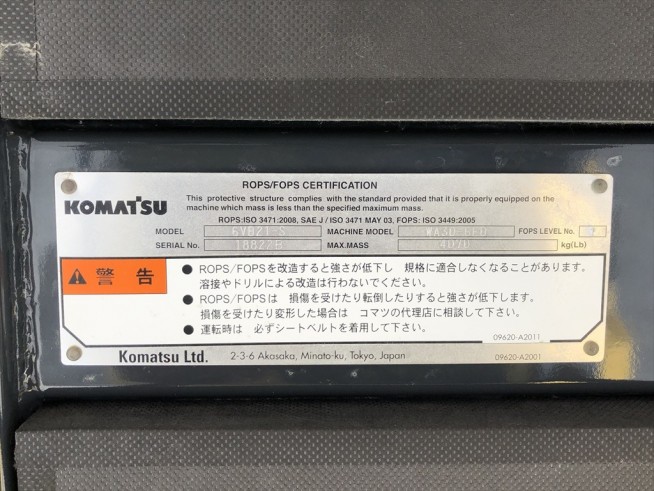 ROPS/FOPS CERTIFICATION
KOMATSU
This protective structure complies with the standard provided that it is properly equipped on the
machine which mass is less than the specified maximum mass.
ROPS:ISO 3471:2008, SAE J / ISO 3471 MAY 03, FOPS: ISO 3449:2005
MODEL MACHINE MODEL FOPS LEVEL No.
SERIAL No. MAX.MASS kg(Lb)
警告
● ROPS/FOPSを改造すると強さが低下し 規格に適合しなくなることがあります。
溶接やドリルによる改造は行わないでください。
● ROPS/FOPSは 損傷を受けたり転倒したりすると強さが低下します。
損傷を受けたり変形した場合は コマツの代理店に相談して下さい。
● 運転時は 必ずシートベルトを着用して下さい。
09620-A2011
Komatsu Ltd. 2-3-6 Akasaka, Minato-ku, Tokyo, Japan 09620-A2001